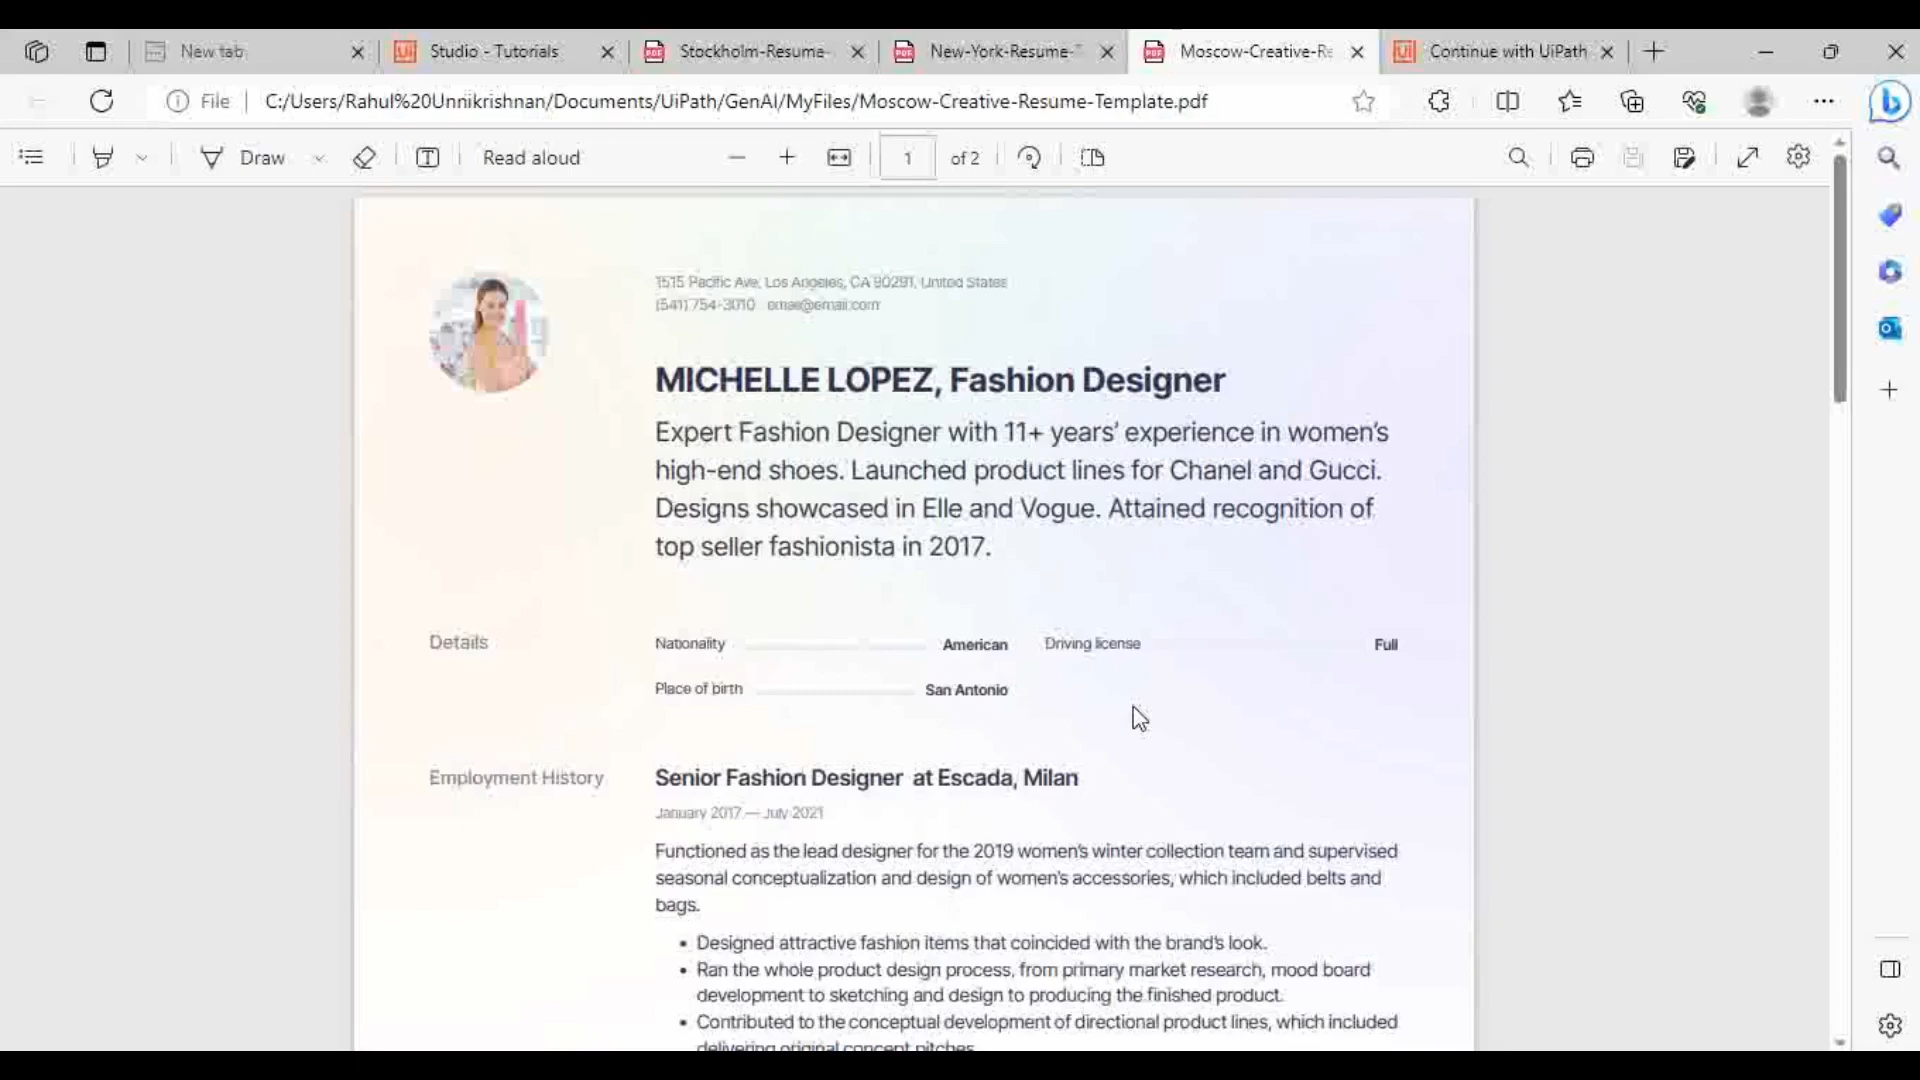 New tab
Studio - Tutorials
Stockholm-Resume-
New-York-Resume-T
Moscow-Creative-Re
Continue with UiPath
File
C:/Users/Rahul%20Unnikrishnan/Documents/UiPath/GenAI/MyFiles/Moscow-Creative-Resume-Template.pdf
Draw
Read aloud
1
of 2
1515 Pacific Ave, Los Angeles, CA 90291, United States
(541) 754-3010 email@email.com
MICHELLE LOPEZ, Fashion Designer
Expert Fashion Designer with 11+ years’ experience in women’s
high-end shoes. Launched product lines for Chanel and Gucci.
Designs showcased in Elle and Vogue. Attained recognition of
top seller fashionista in 2017.
Details
Nationality American Driving license Full
Place of birth San Antonio
Employment History
Senior Fashion Designer at Escada, Milan
January 2017 — July 2021
Functioned as the lead designer for the 2019 women’s winter collection team and supervised
seasonal conceptualization and design of women’s accessories, which included belts and
bags.
• Designed attractive fashion items that coincided with the brand’s look.
• Ran the whole product design process, from primary market research, mood board
development to sketching and design to producing the finished product.
• Contributed to the conceptual development of directional product lines, which included
delivering original concept pitches.